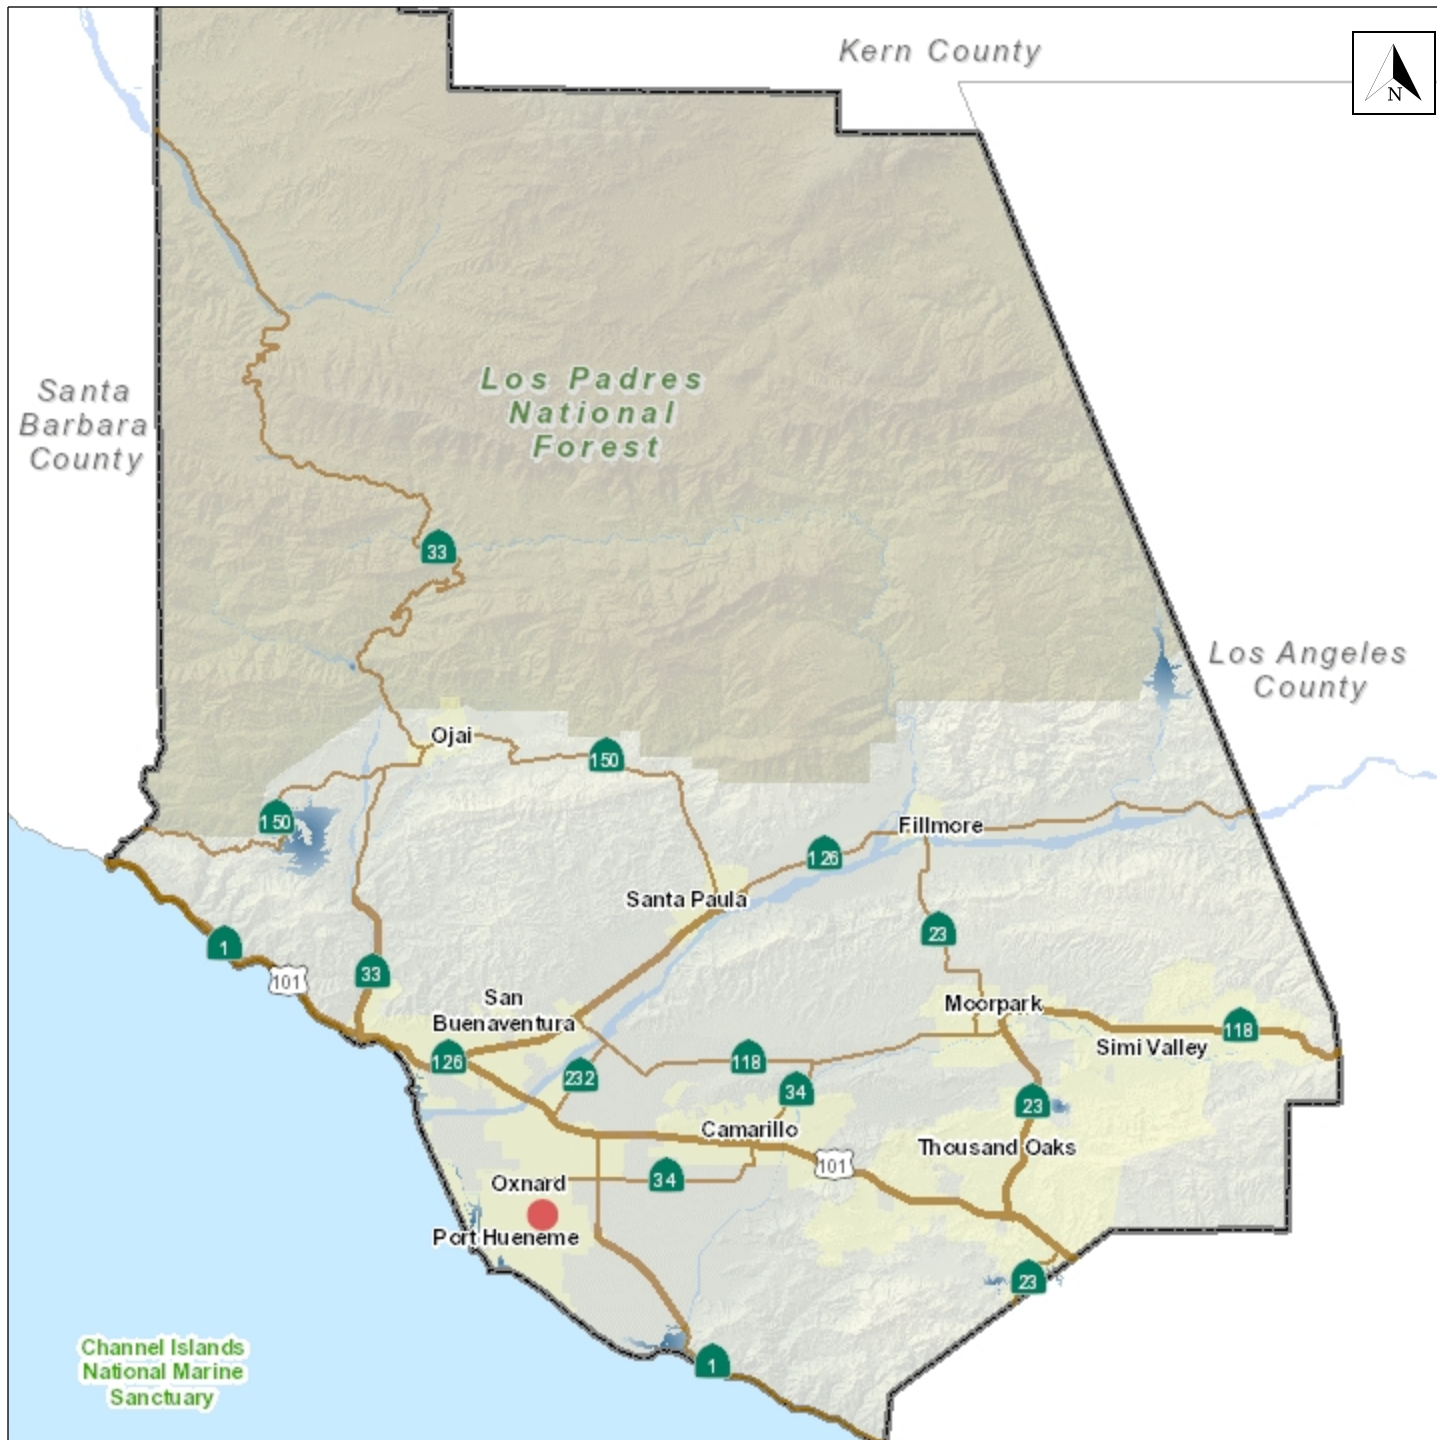 Kern County
N
Santa
Barbara
County
Los Padres
National
Forest
33
Los Angeles
County
Ojai
150
150
Fillmore
126
Santa Paula
23
1
101
33
San
Buenaventura
Moorpark
118
Simi Valley
126
118
232
34
23
Camarillo
Thousand Oaks
101
34
Oxnard
Port Hueneme
23
Channel Islands
National Marine
Sanctuary
1